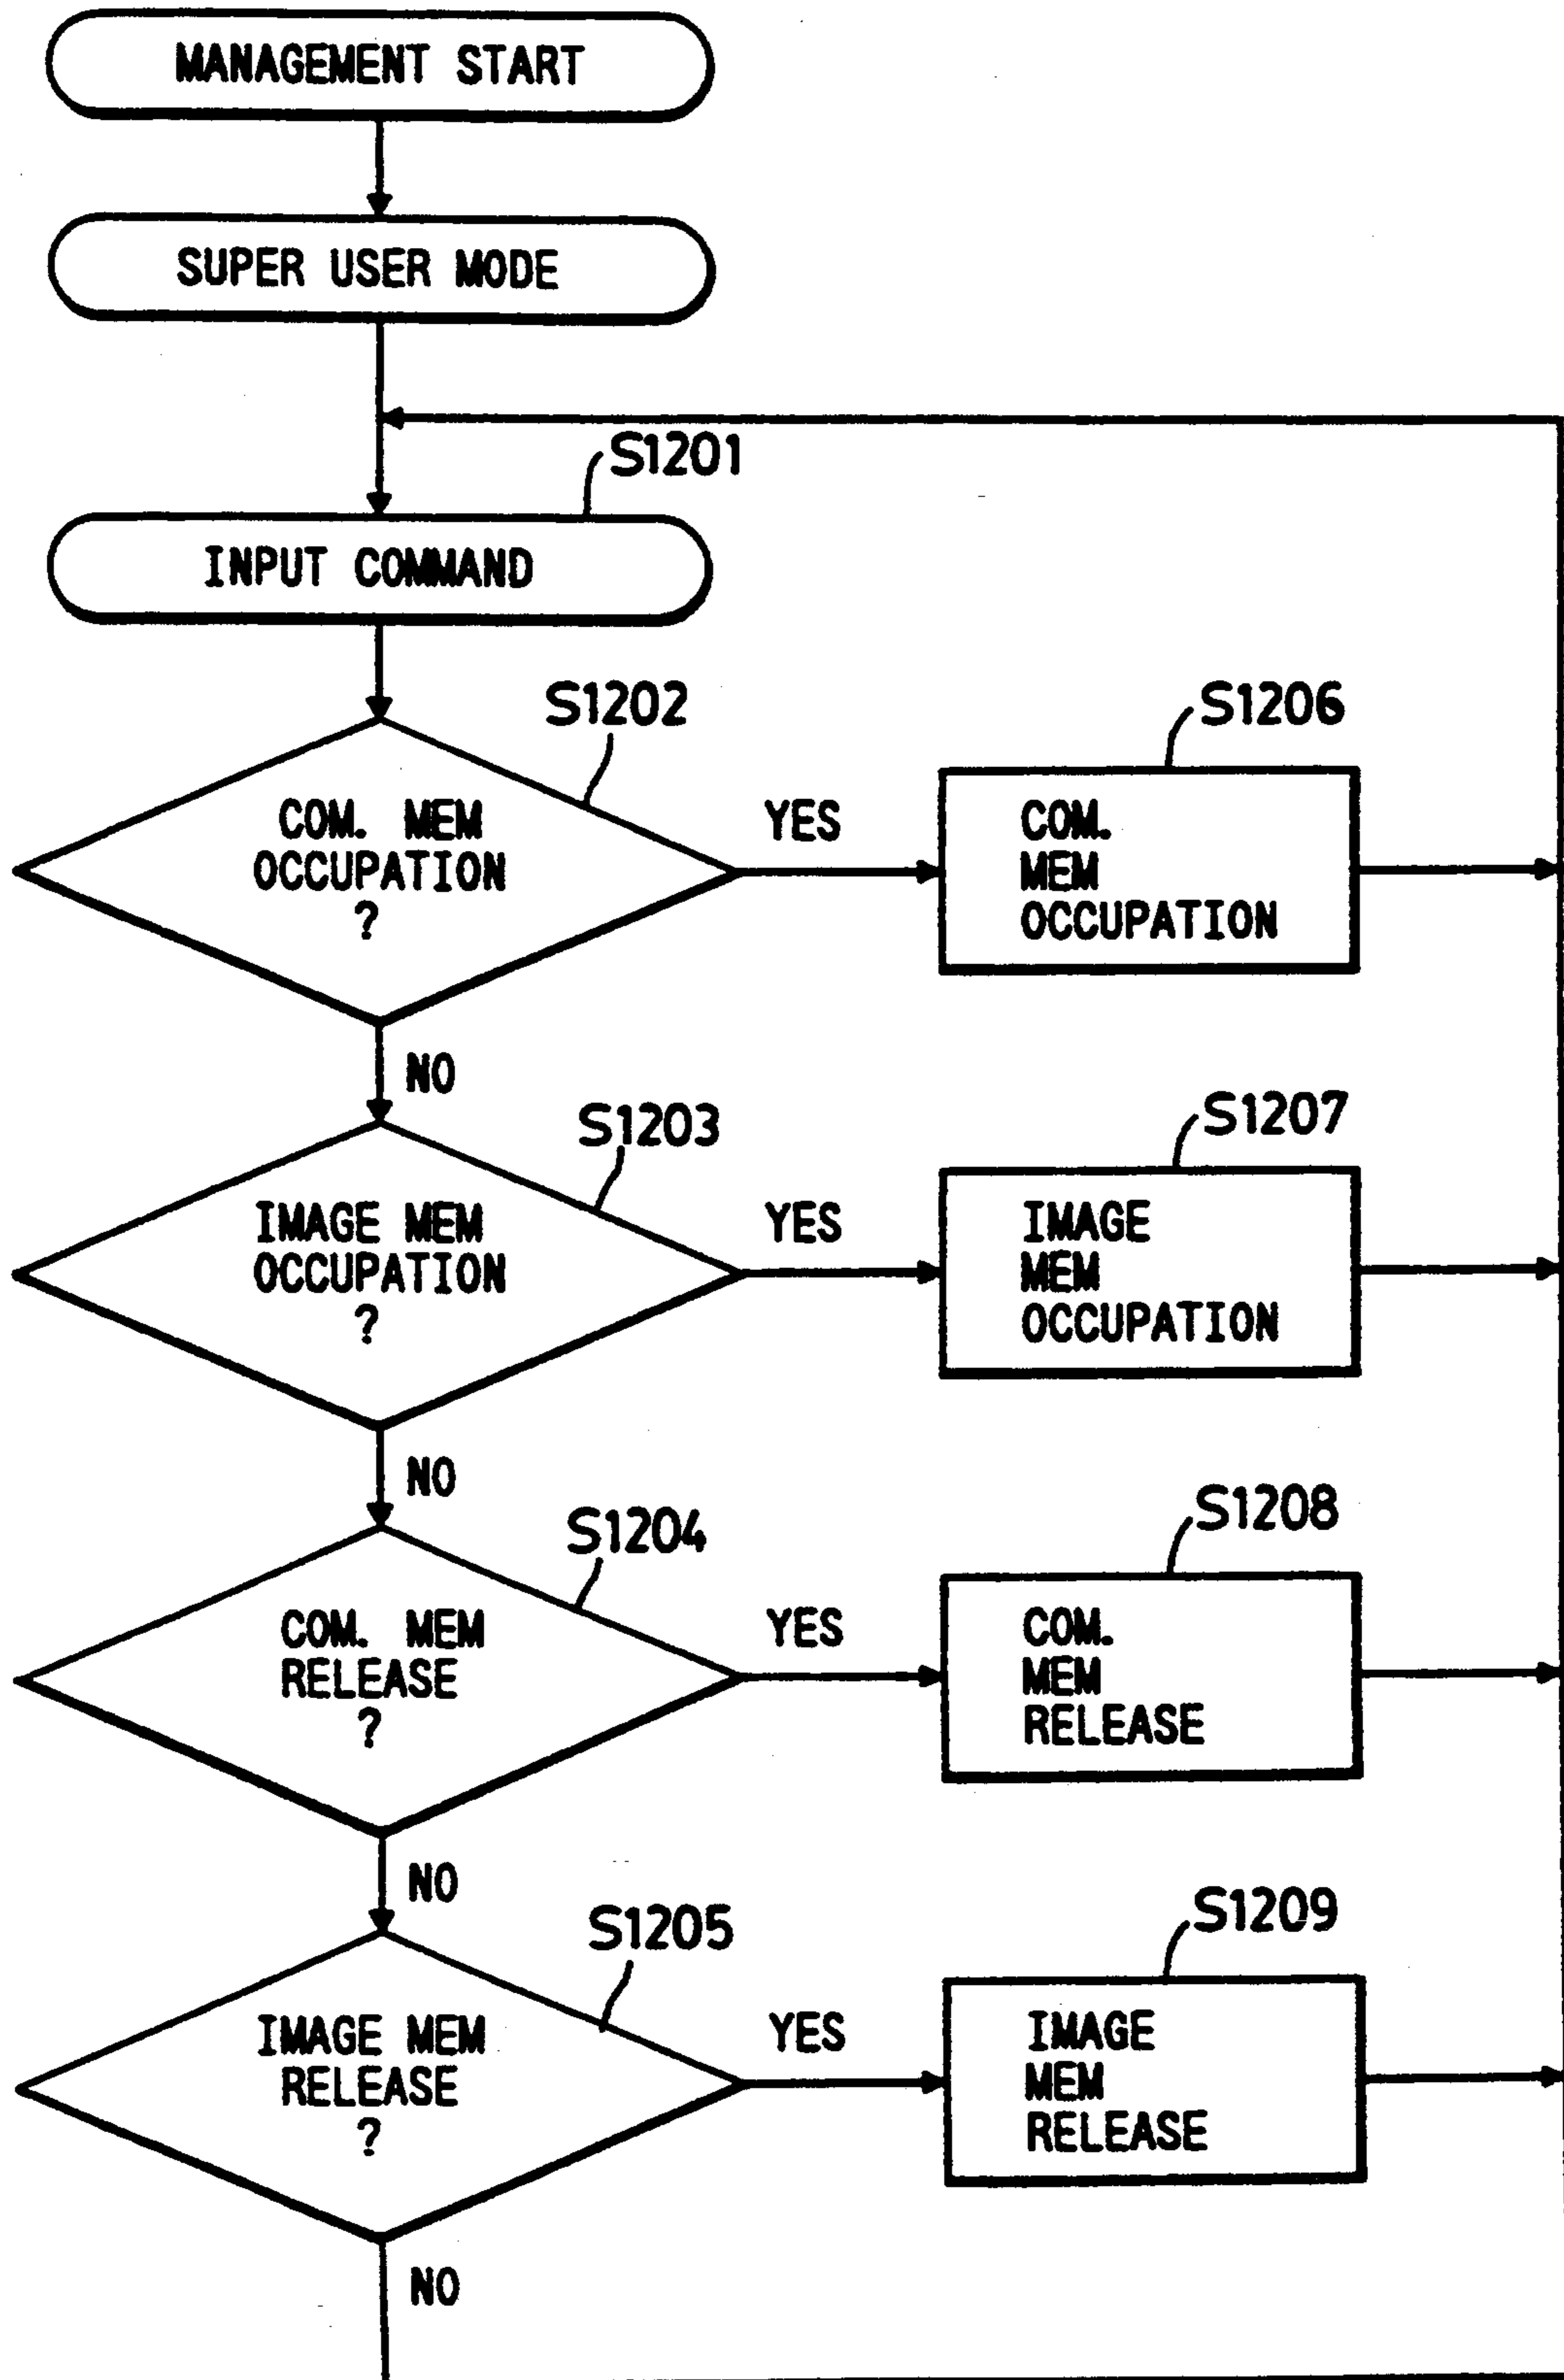 MANAGEMENT START
SUPER USER MODE
S1201
INPUT COMMAND
S1202
COM. MEM
OCCUPATION
?
YES
S1206
COM.
MEM
OCCUPATION
NO
S1203
IMAGE MEM
OCCUPATION
?
YES
S1207
IMAGE
MEM
OCCUPATION
NO
S1204
COM. MEM
RELEASE
?
YES
S1208
COM.
MEM
RELEASE
NO
S1205
IMAGE MEM
RELEASE
?
YES
S1209
IMAGE
MEM
RELEASE
NO